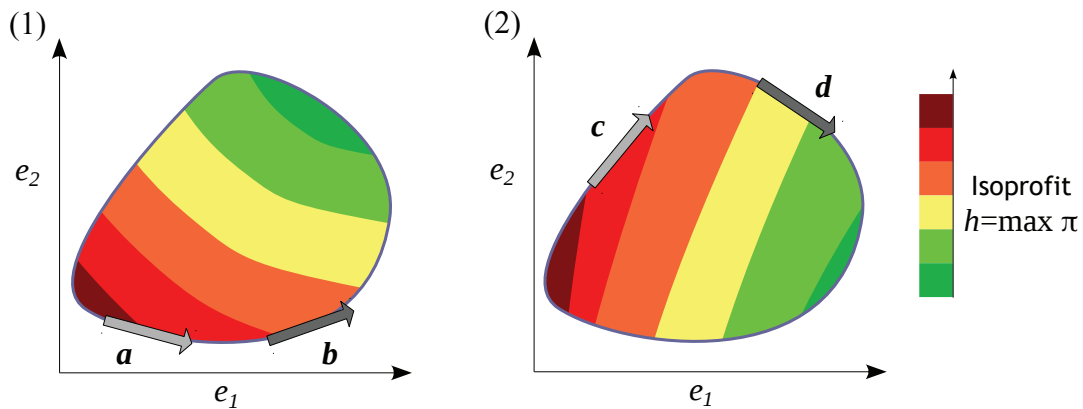 (1)
(2)
e2
e1
a
b
e2
e1
c
d
Isoprofit
h=max π